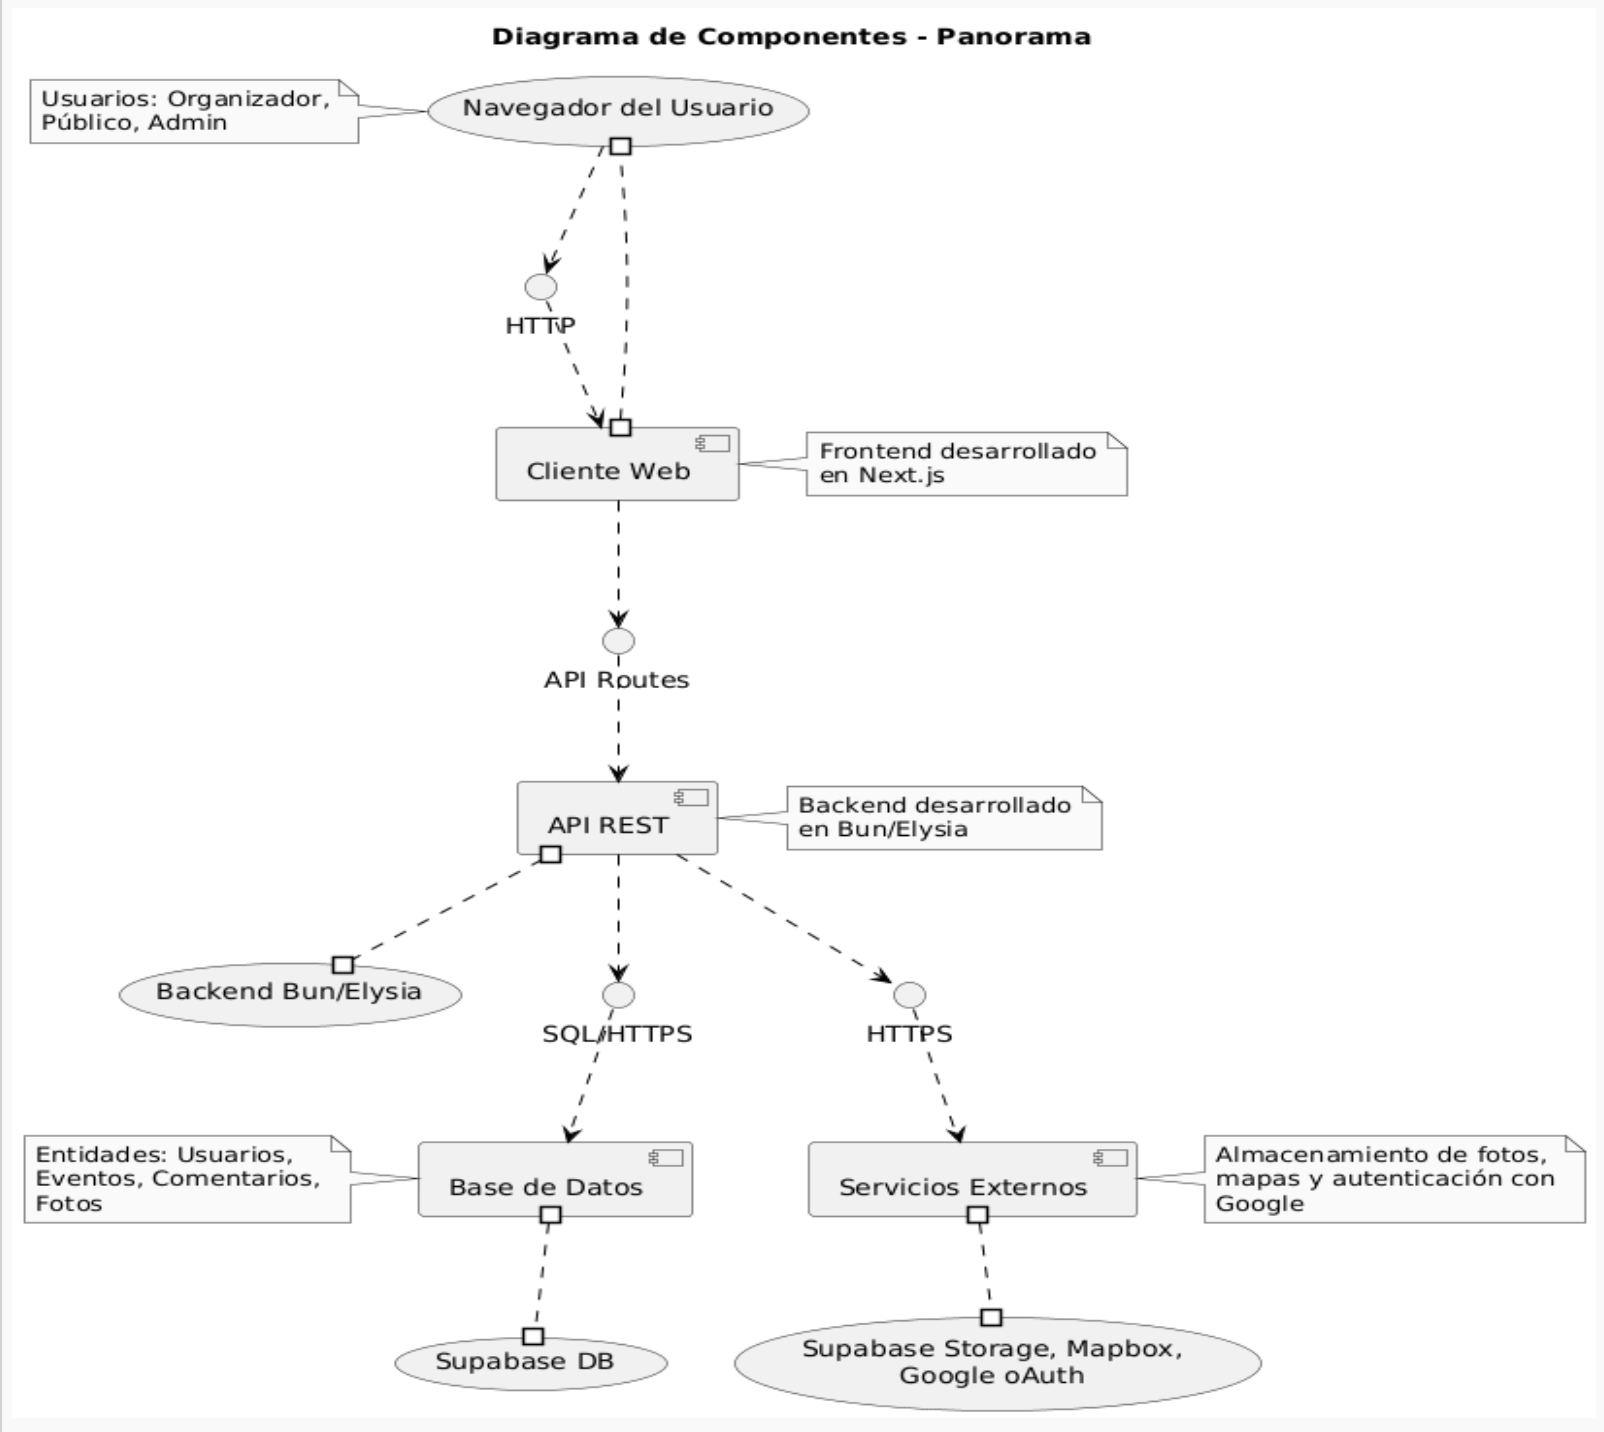 Diagrama de Componentes - Panorama
Usuarios: Organizador,
Público, Admin
Navegador del Usuario
HTTP
Cliente Web
Frontend desarrollado
en Next.js
API Routes
API REST
Backend desarrollado
en Bun/Elysia
Backend Bun/Elysia
SQL/HTTPS
HTTPS
Entidades: Usuarios,
Eventos, Comentarios,
Fotos
Base de Datos
Servicios Externos
Almacenamiento de fotos,
mapas y autenticación con
Google
Supabase DB
Supabase Storage, Mapbox,
Google oAuth